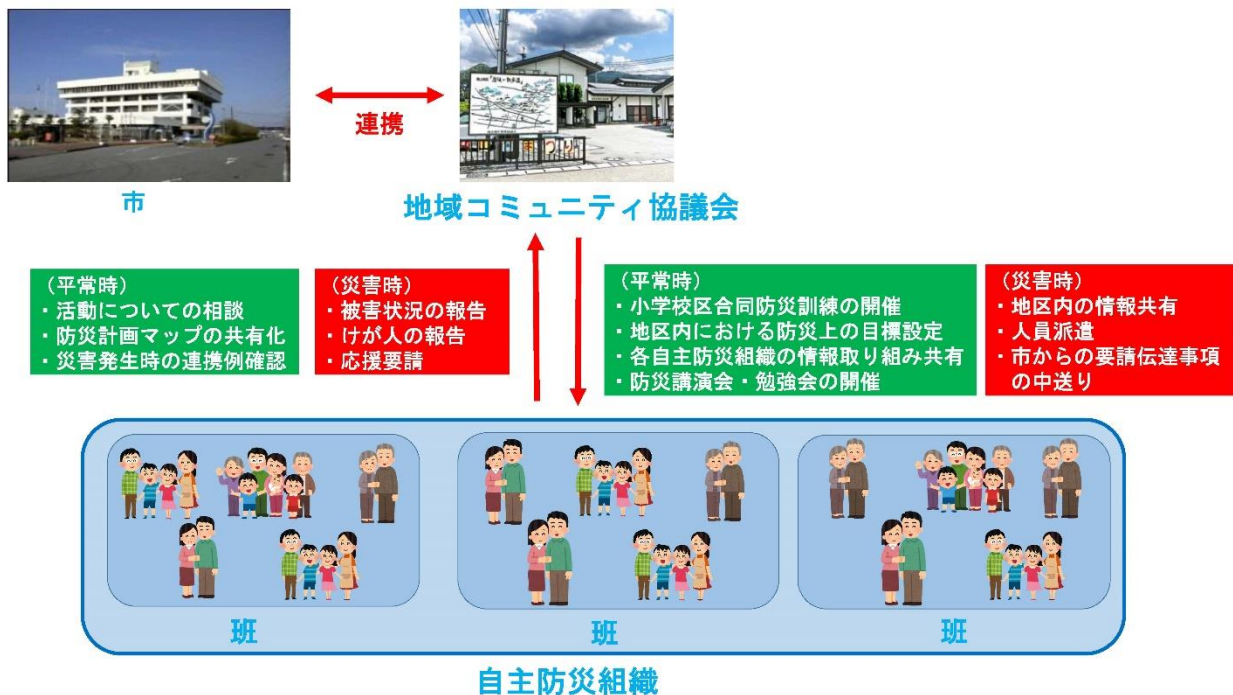 連携
市
地域コミュニティ協議会
（平常時）
・活動についての相談
・防災計画マップの共有化
・災害発生時の連携例確認
（災害時）
・被害状況の報告
・けが人の報告
・応援要請
（平常時）
・小学校区合同防災訓練の開催
・地区内における防災上の目標設定
・各自主防災組織の情報取り組み共有
・防災講演会・勉強会の開催
（災害時）
・地区内の情報共有
・人員派遣
・市からの要請伝達事項
の中送り
班
班
班
自主防災組織